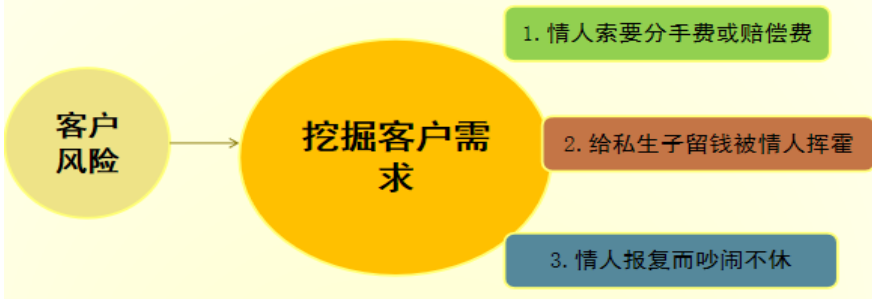 客户
风险
挖掘客户需
求
1. 情人索要分手费或赔偿费
2. 给私生子留钱被情人挥霍
3. 情人报复而吵闹不休